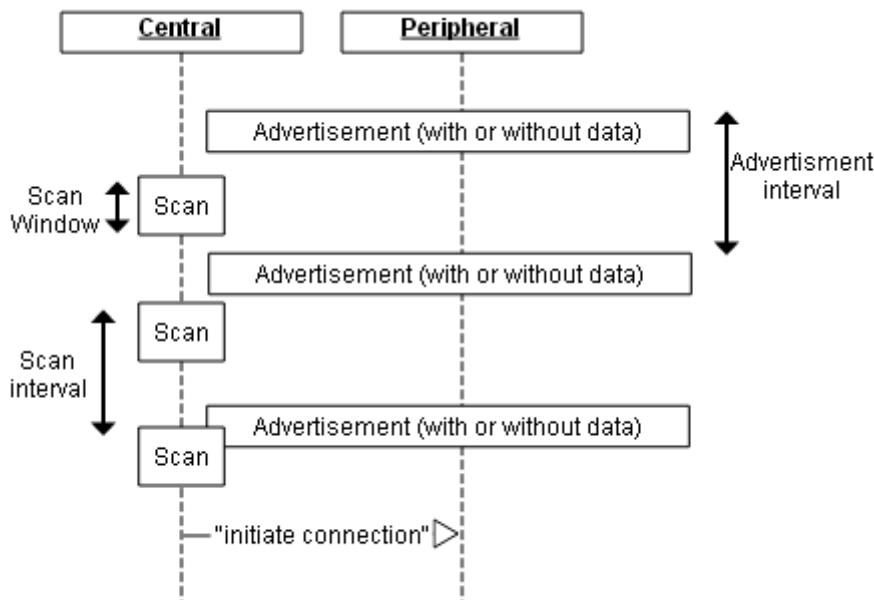 Central
Peripheral
Advertisement (with or without data)
Advertisment
interval
Scan
Window
Scan
Advertisement (with or without data)
Scan
interval
Scan
Advertisement (with or without data)
Scan
"initiate connection"